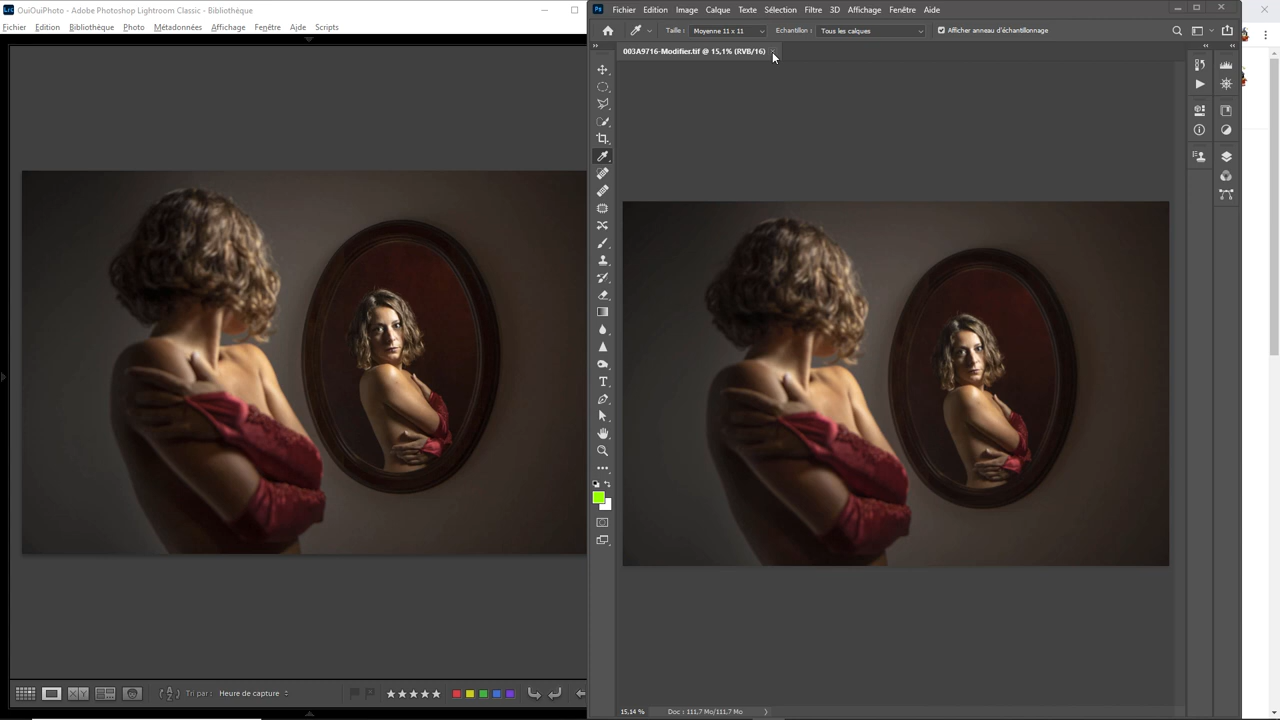 Lrc OuiOuiPhoto - Adobe Photoshop Lightroom Classic - Bibliothèque
Fichier Edition Bibliothèque Photo Métadonnées Affichage Fenêtre Aide Scripts
Ps Fichier Edition Image Calque Texte Sélection Filtre 3D Affichage Fenêtre Aide
Taille : Moyenne 11 x 11 Echantillon : Tous les calques Afficher anneau d'échantillonnage
003A9716-Modifier.tif @ 15,1% (RVB/16)
Tri par : Heure de capture
15,14 % Doc : 111,7 Mo/111,7 Mo